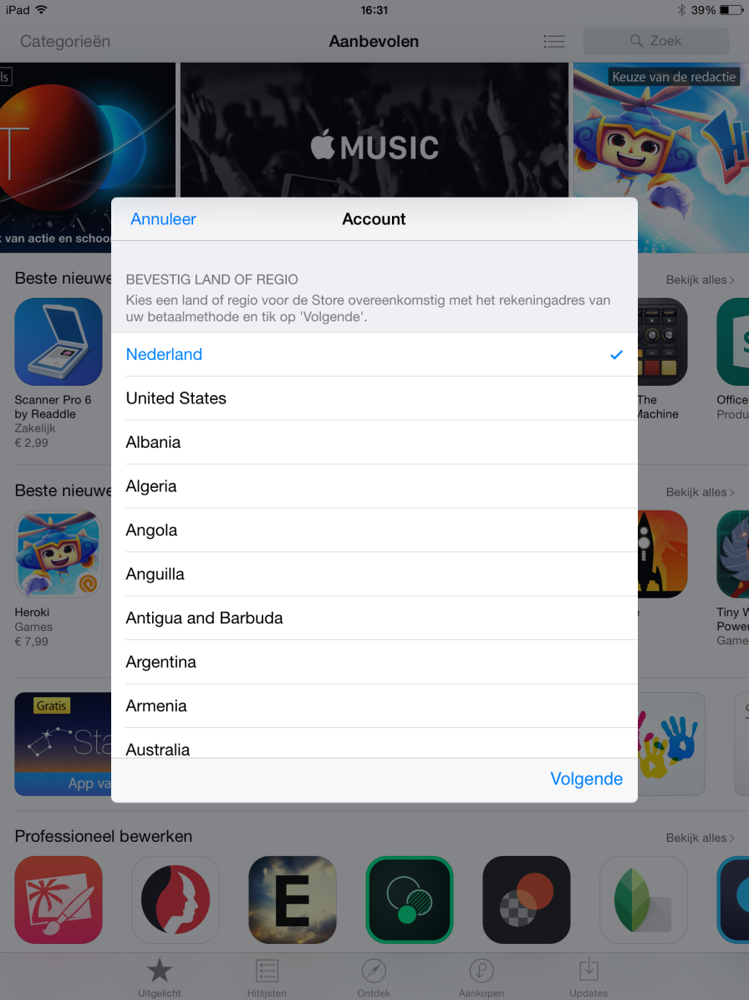 iPad
16:31
39%
Categorieën
Aanbevolen
Zoek
ls
T
MUSIC
Keuze van de redactie
van actie en schoo
Annuleer
Account
BEVESTIG LAND OF REGIO
Kies een land of regio voor de Store overeenkomstig met het rekeningadres van
uw betaalmethode en tik op 'Volgende'.
Nederland
United States
Albania
Algeria
Angola
Anguilla
Antigua and Barbuda
Argentina
Armenia
Australia
Volgende
Beste nieuwe
Bekijk alles
Scanner Pro 6
by Readdle
Zakelijk
€ 2,99
The
Machine
Office
Produ
Beste nieuwe
Bekijk alles
Heroki
Games
€ 7,99
Tiny W
Power
Game
Gratis
Sta
App va
Professioneel bewerken
Bekijk alles
E
Uitgelicht
Hitlijsten
Ontdek
Aankopen
Updates